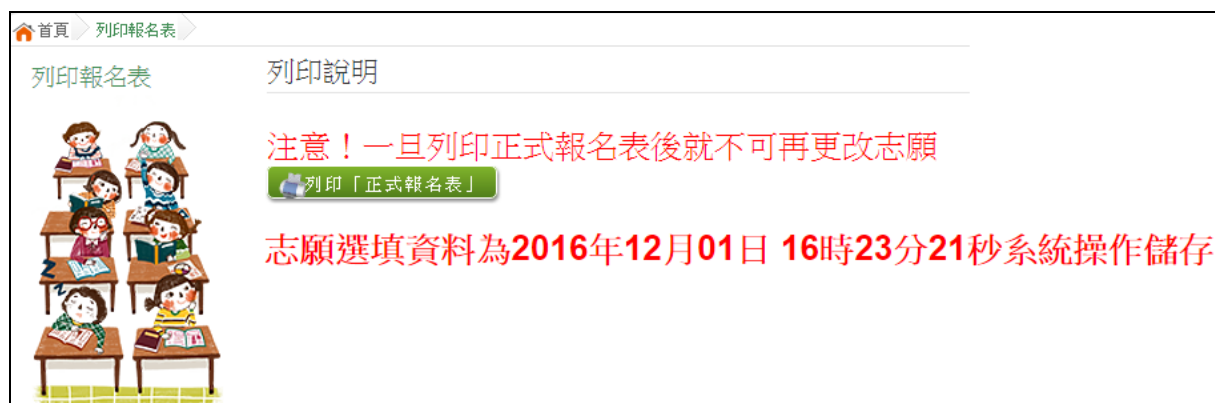 首頁 列印報名表
列印報名表
列印說明
注意！一旦列印正式報名表後就不可再更改志願
列印「正式報名表」
志願選填資料為2016年12月01日 16時23分21秒系統操作儲存
Z
Z
Z